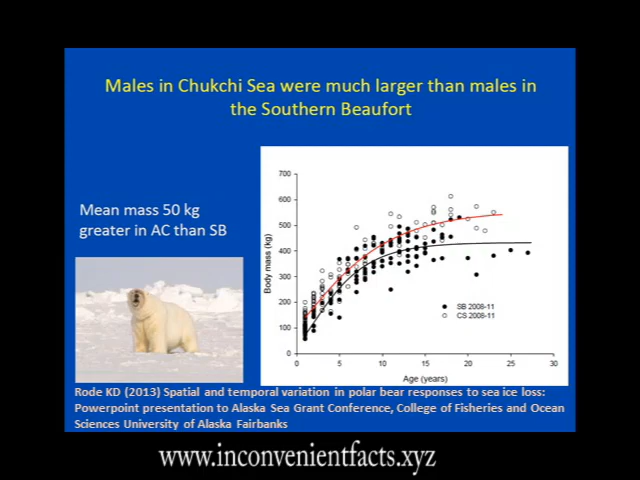 Males in Chukchi Sea were much larger than males in
the Southern Beaufort
Mean mass 50 kg
greater in AC than SB
700
600
500
400
300
200
100
0
Body mass (kg)
SB 2008-11
CS 2008-11
0 5 10 15 20 25 30
Age (years)
Rode KD (2013) Spatial and temporal variation in polar bear responses to sea ice loss:
Powerpoint presentation to Alaska Sea Grant Conference, College of Fisheries and Ocean
Sciences University of Alaska Fairbanks
www.inconvenientfacts.xyz